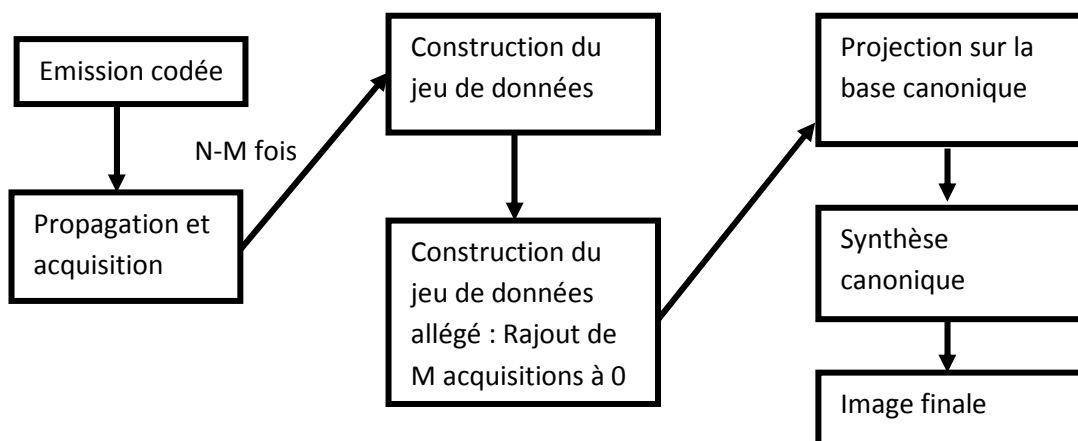 Emission codée
Propagation et
acquisition
N-M fois
Construction du
jeu de données
Construction du
jeu de données
allégé : Rajout de
M acquisitions à 0
Projection sur la
base canonique
Synthèse
canonique
Image finale